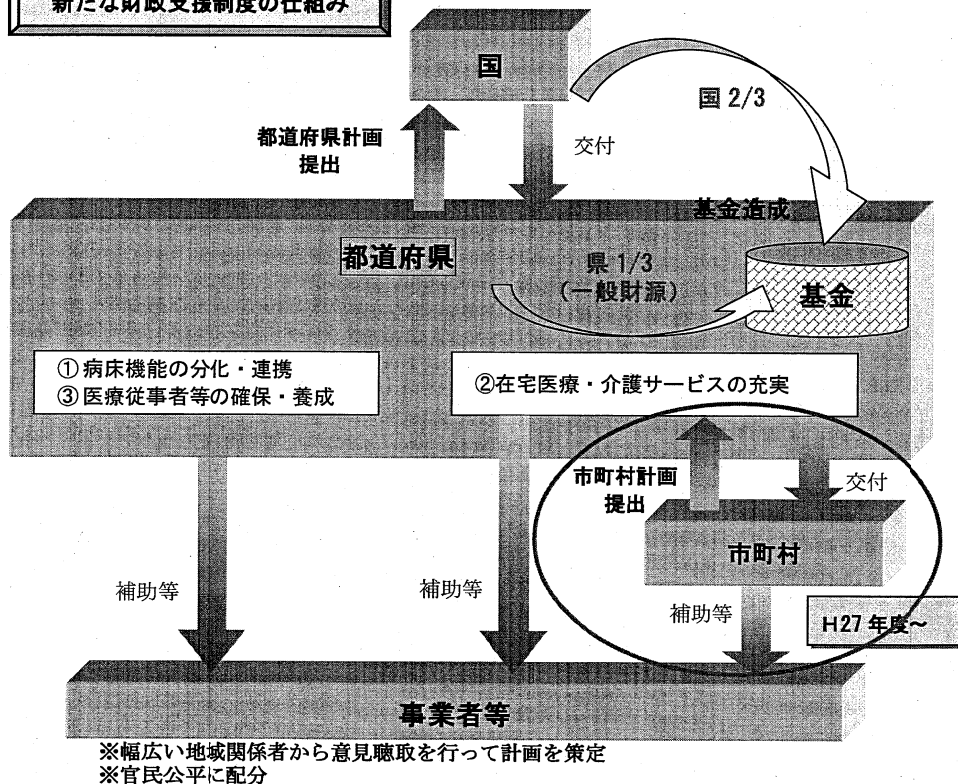 新たな財政支援制度の仕組み
国
国 2/3
都道府県計画
提出
交付
基金造成
都道府県
県 1/3
（一般財源）
基金
①病床機能の分化・連携
③医療従事者等の確保・養成
②在宅医療・介護サービスの充実
市町村計画
提出
交付
市町村
補助等
補助等
補助等
H27 年度～
事業者等
※幅広い地域関係者から意見聴取を行って計画を策定
※官民公平に配分